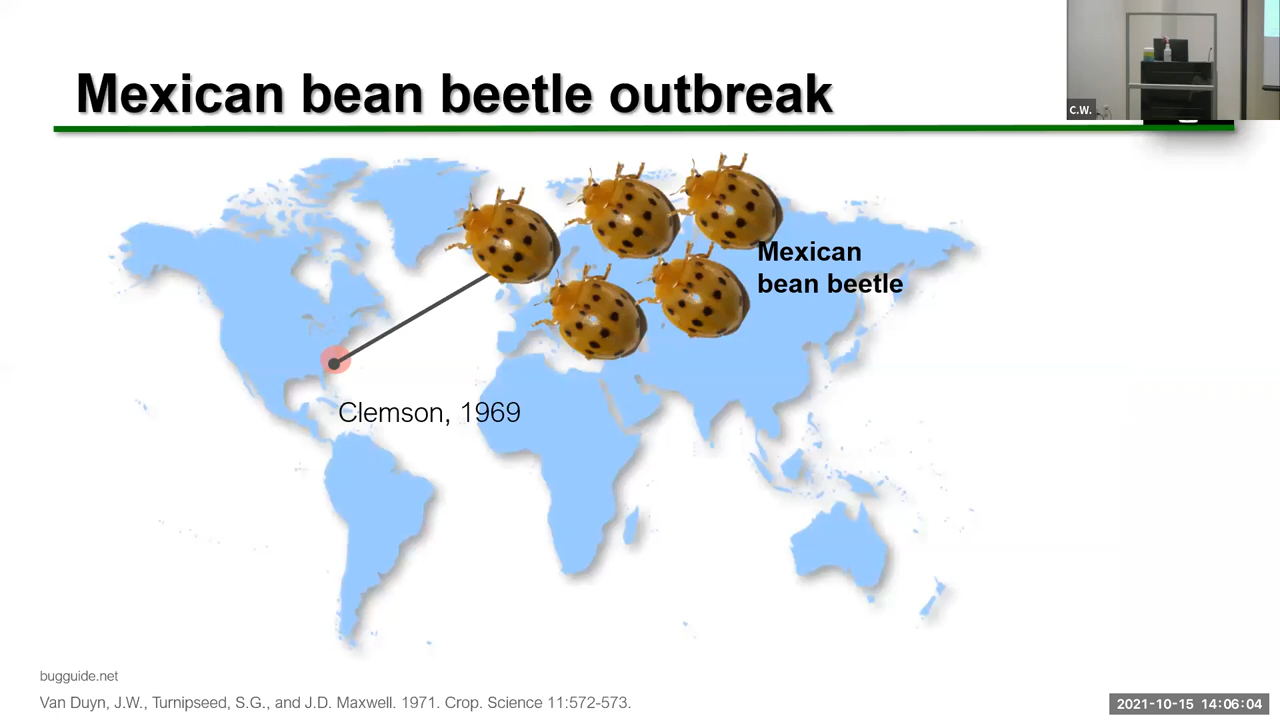 Mexican bean beetle outbreak
C.W.
Mexican
bean beetle
Clemson, 1969
bugguide.net
Van Duyn, J.W., Turnipseed, S.G., and J.D. Maxwell. 1971. Crop. Science 11:572-573.
2021-10-15 14:06:04